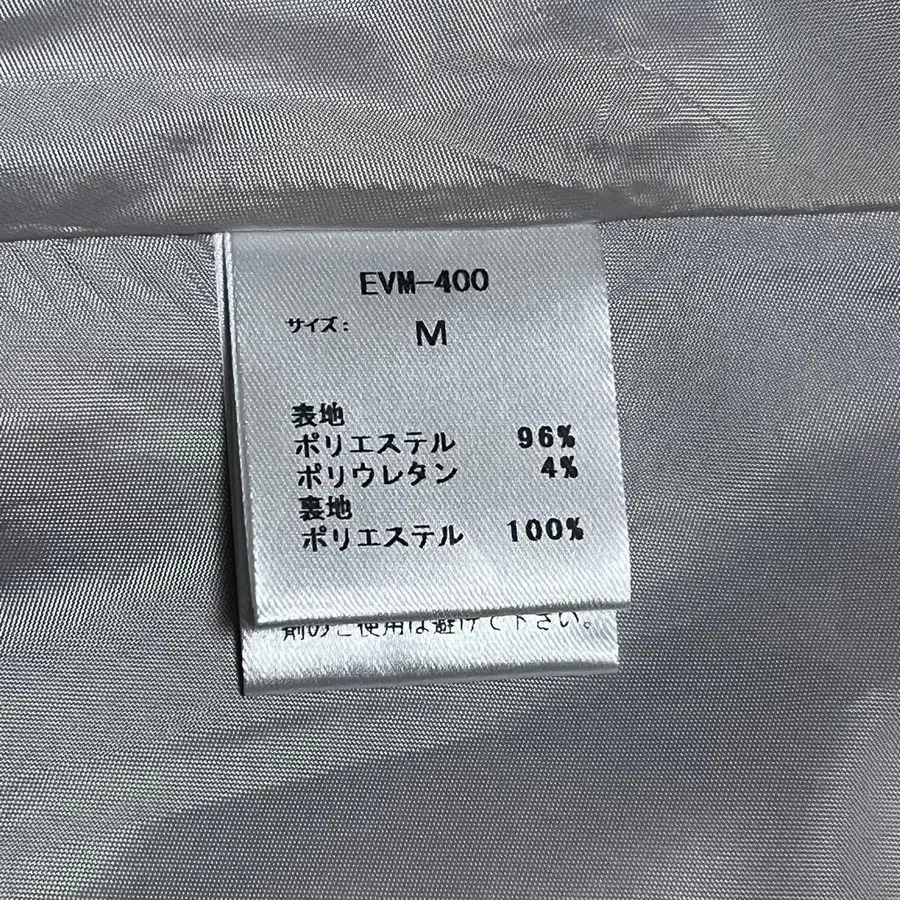 EVM-400
サイズ: M
表地
ポリエステル 96%
ポリウレタン 4%
裏地
ポリエステル 100%
剤のご使用は避けて下さい。